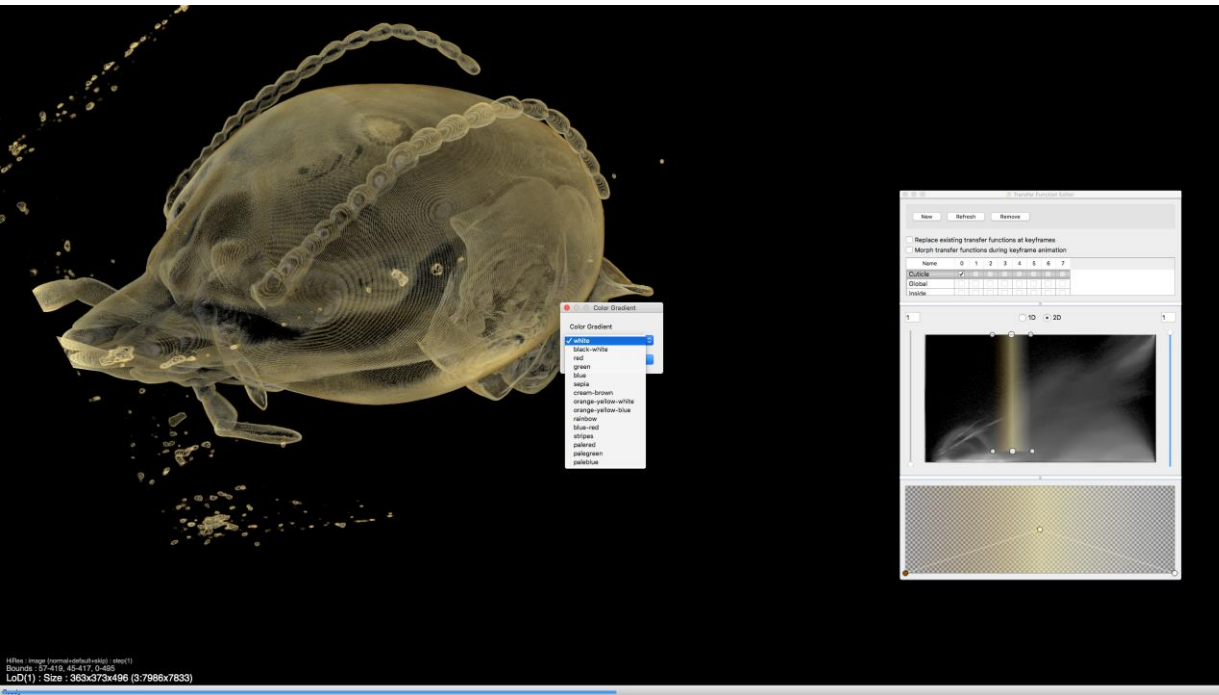 Transfer Function Editor
New Refresh Remove
Replace existing transfer functions at keyframes
Morph transfer functions during keyframe animation
Name 0 1 2 3 4 5 6 7
Cuticle
Global
Inside
1 1D 2D 1
Color Gradient
Color Gradient
white
black-white
red
green
blue
sepia
cream-brown
orange-yellow-white
orange-yellow-blue
rainbow
blue-red
stripes
palered
palegreen
paleblue
HiRes : image (normal+default+skip) : step(1)
Bounds : 57-419, 45-417, 0-495
LoD(1) : Size : 363x373x496 (3:7986x7833)